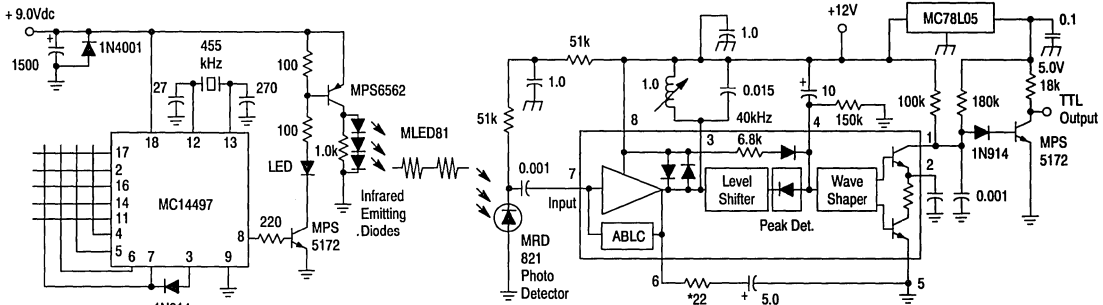 + 9.0Vdc
+
1500
1N4001
455
kHz
27
270
100
MPS6562
100
1.0k
LED
MLED81
Infrared
Emitting
Diodes
18
12
13
17
2
16
14
11
4
5
6
7
3
9
8
MC14497
220
MPS
5172
51k
1.0
51k
0.001
7
Input
MRD
821
Photo
Detector
ABLC
6
*22
+
5.0
8
1.0
1.0
0.015
40kHz
3
6.8k
Level
Shifter
Peak Det.
+
10
4
150k
Wave
Shaper
+12V
MC78L05
0.1
5.0V
18k
100k
180k
1
2
1N914
0.001
5
TTL
Output
MPS
5172